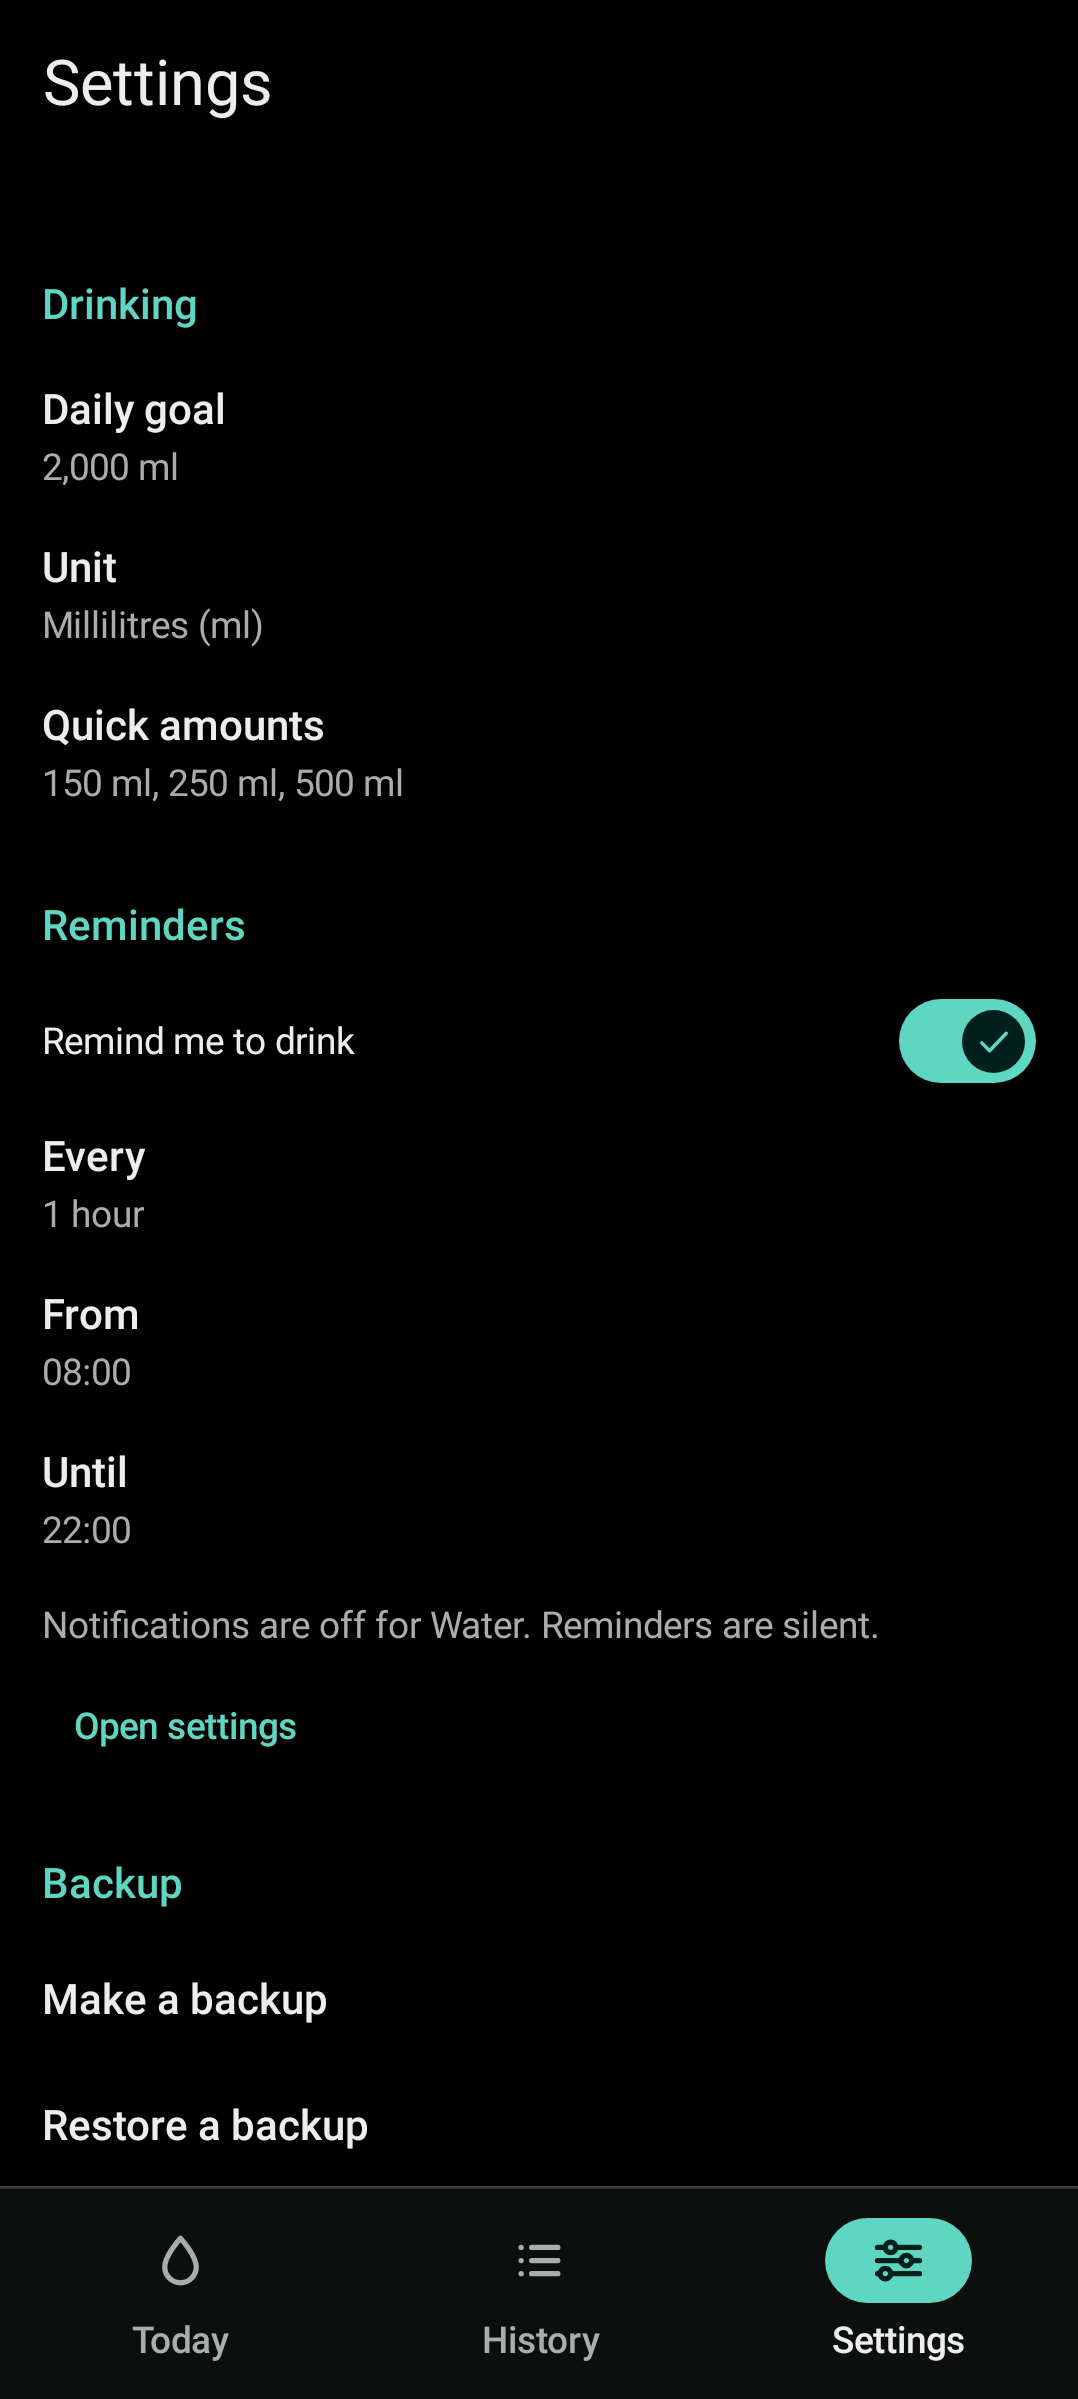 Settings
Drinking
Daily goal
2,000 ml
Unit
Millilitres (ml)
Quick amounts
150 ml, 250 ml, 500 ml
Reminders
Remind me to drink
Every
1 hour
From
08:00
Until
22:00
Notifications are off for Water. Reminders are silent.
Open settings
Backup
Make a backup
Restore a backup
Today
History
Settings